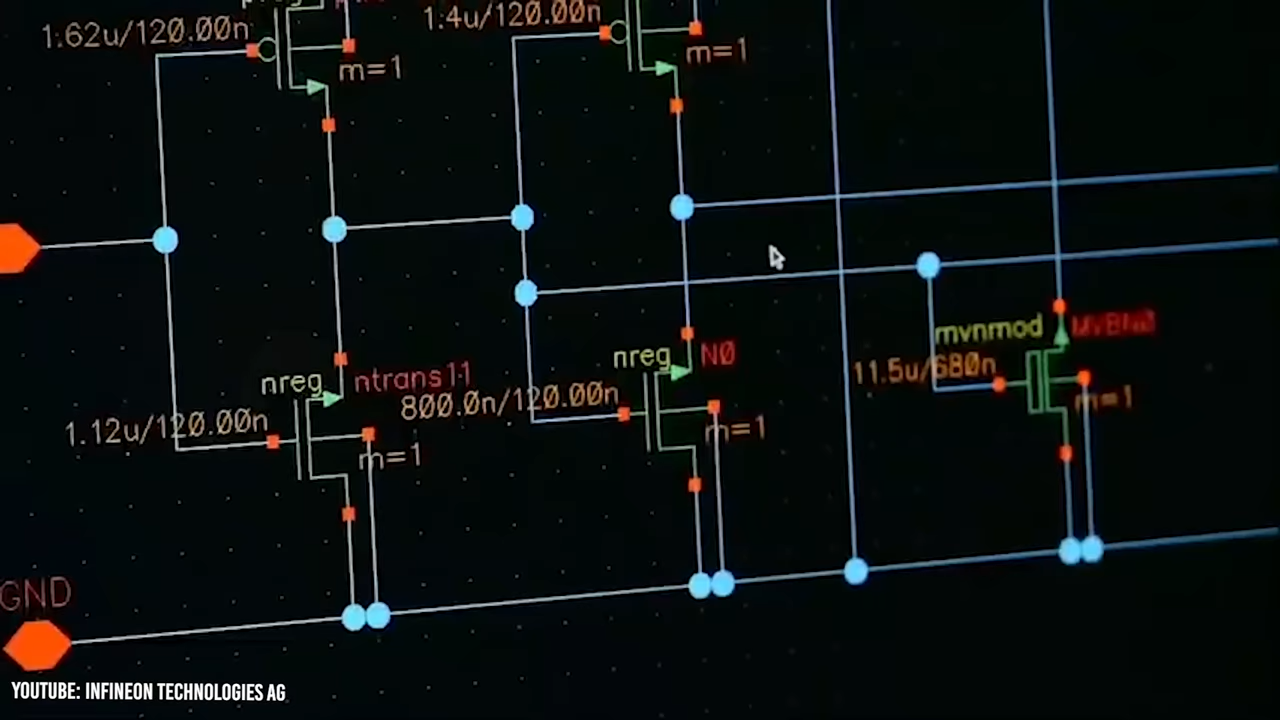 1:62u/120.00n
1:4u/120.00n
m=1
m=1
nreg
ntrans11
1.12u/120.00n
m=1
nreg
N0
800.0n/120.00n
m=1
mvnmod
MVBN0
11.5u/680n
m=1
GND
YOUTUBE: INFINEON TECHNOLOGIES AG